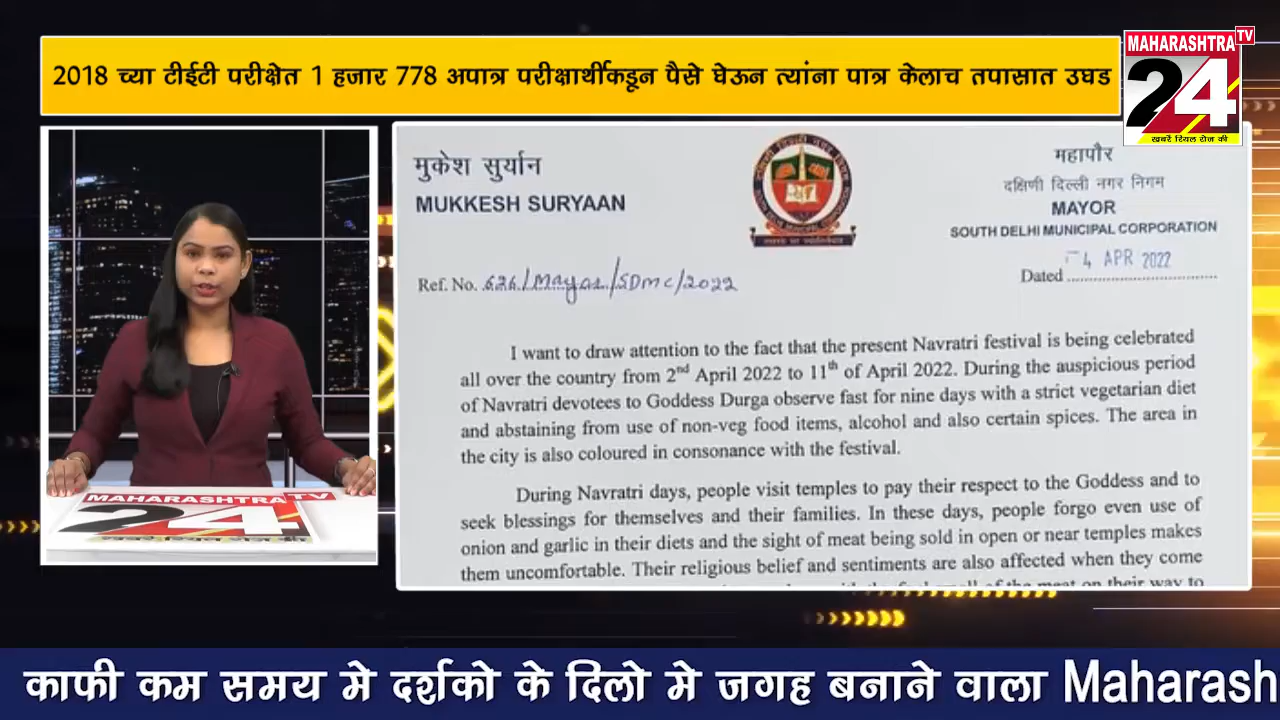 2018 च्या टीईटी परीक्षेत 1 हजार 778 अपात्र परीक्षार्थींकडून पैसे घेऊन त्यांना पात्र केलाच तपासात उघड
MAHARASHTRA TV
24
खबरें रियल रोज की
मुकेश सुर्यान
MUKKESH SURYAAN
महापौर
दक्षिणी दिल्ली नगर निगम
MAYOR
SOUTH DELHI MUNICIPAL CORPORATION
4 APR 2022
Dated
Ref. No. 626/Mayor/SDMC/2022
I want to draw attention to the fact that the present Navratri festival is being celebrated
all over the country from 2nd April 2022 to 11th of April 2022. During the auspicious period
of Navratri devotees to Goddess Durga observe fast for nine days with a strict vegetarian diet
and abstaining from use of non-veg food items, alcohol and also certain spices. The area in
the city is also coloured in consonance with the festival.
During Navratri days, people visit temples to pay their respect to the Goddess and to
seek blessings for themselves and their families. In these days, people forgo even use of
onion and garlic in their diets and the sight of meat being sold in open or near temples makes
them uncomfortable. Their religious belief and sentiments are also affected when they come
of the meat on their way to
MAHARASHTRA TV
24
काफी कम समय मे दर्शको के दिलो मे जगह बनाने वाला Maharash